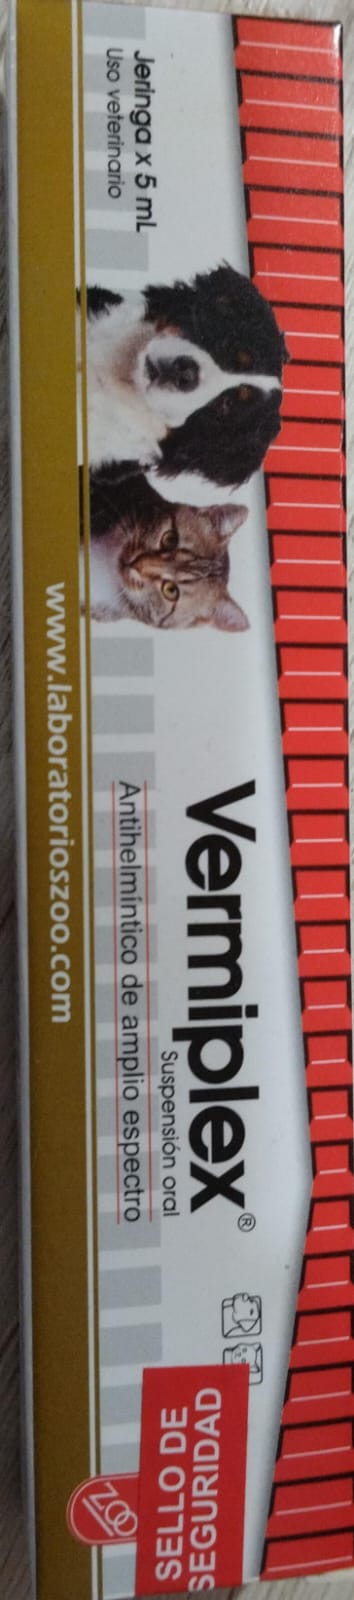 Jeringa x 5 mL
Uso veterinario
Vermiplex®
Suspensión oral
Antihelmíntico de amplio espectro
www.laboratorioszoo.com
SELLO DE
SEGURIDAD
ZOO